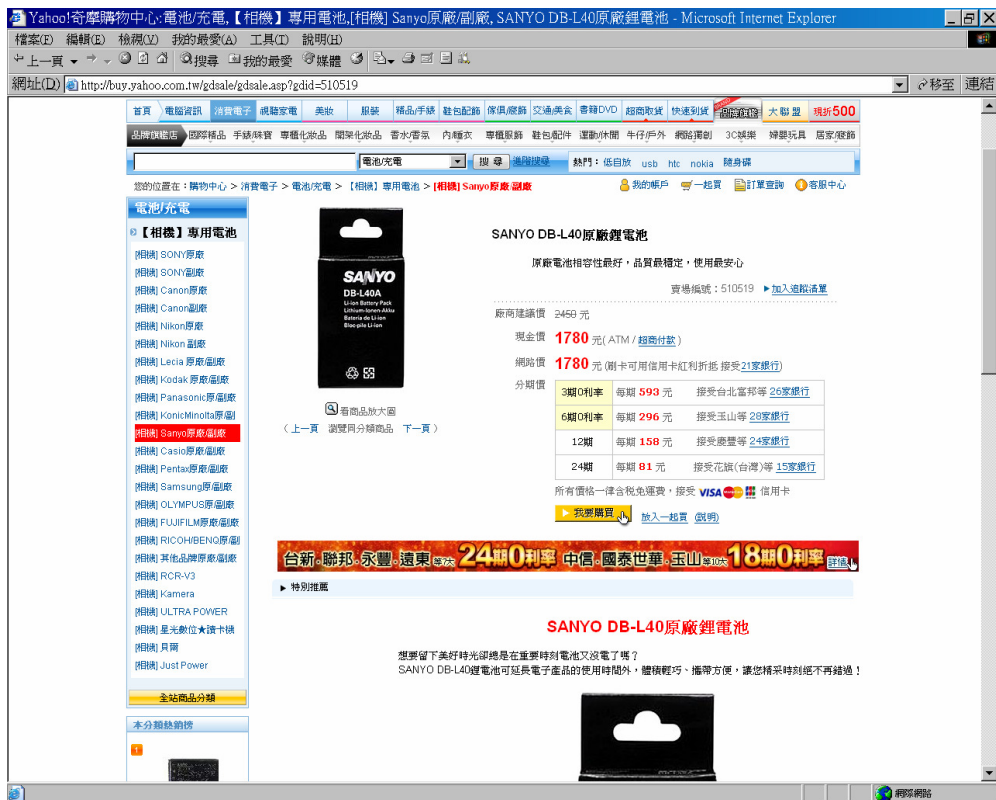 Yahoo!奇摩購物中心:電池/充電,【相機】專用電池,[相機] Sanyo原廠/副廠, SANYO DB-L40原廠鋰電池 - Microsoft Internet Explorer
檔案(F) 編輯(E) 檢視(V) 我的最愛(A) 工具(T) 說明(H)
上一頁 搜尋 我的最愛 媒體
網址(D) http://buy.yahoo.com.tw/gdsale/gdsale.asp?gdid=510519 移至 連結
首頁 電腦資訊 消費電子 視聽家電 美妝 服裝 精品/手錶 鞋包配飾 傢俱/廚飾 交通/美食 書籍DVD 超商取貨 快速到貨 品牌旗艦 大聯盟 現折500
品牌旗艦店 國際精品 手錶/珠寶 專櫃化妝品 開架化妝品 香水/香氛 內睡衣 專櫃服飾 鞋包配件 運動/休閒 牛仔/戶外 網路獨創 3C娛樂 婦嬰玩具 居家/寢飾
電池/充電 搜尋 進階搜尋 熱門：低自放 usb htc nokia 隨身碟
您的位置在：購物中心 > 消費電子 > 電池/充電 > 【相機】專用電池 > [相機] Sanyo原廠/副廠 我的帳戶 一起買 訂單查詢 客服中心
電池/充電
【相機】專用電池
[相機] SONY原廠
[相機] SONY副廠
[相機] Canon原廠
[相機] Canon副廠
[相機] Nikon原廠
[相機] Nikon 副廠
[相機] Lecia 原廠/副廠
[相機] Kodak 原廠/副廠
[相機] Panasonic原/副廠
[相機] KonicMinolta原/副
[相機] Sanyo原廠/副廠
[相機] Casio原廠/副廠
[相機] Pentax原廠/副廠
[相機] Samsung原/副廠
[相機] OLYMPUS原/副廠
[相機] FUJIFILM原廠/副廠
[相機] RICOH/BENQ原/副
[相機] 其他品牌原廠/副廠
[相機] RCR-V3
[相機] Kamera
[相機] ULTRA POWER
[相機] 星光數位★讀卡機
[相機] 貝爾
[相機] Just Power
全站商品分類
本分類熱銷榜
1
SANYO
DB-L40A
Li-ion Battery Pack
Lithium-Ionen-Akku
Batería de Li-ion
Bloc-pile Li-ion
看商品放大圖
（上一頁 瀏覽同分類商品 下一頁）
SANYO DB-L40原廠鋰電池
原廠電池相容性最好，品質最穩定，使用最安心
賣場編號：510519 加入追蹤清單
廠商建議價 2450 元
現金價 1780 元( ATM / 超商付款 )
網路價 1780 元 (刷卡可用信用卡紅利折抵 接受21家銀行)
分期價
3期0利率 每期 593 元 接受台北富邦等 26家銀行
6期0利率 每期 296 元 接受玉山等 28家銀行
12期 每期 158 元 接受慶豐等 24家銀行
24期 每期 81 元 接受花旗(台灣)等 15家銀行
所有價格一律含稅免運費，接受 VISA 信用卡
我要購買 放入一起買 (說明)
台新‧聯邦‧永豐‧遠東 等7大 24期0利率 中信‧國泰世華‧玉山 等10大 18期0利率 詳情
特別推薦
SANYO DB-L40原廠鋰電池
想要留下美好時光卻總是在重要時刻電池又沒電了嗎？
SANYO DB-L40鋰電池可延長電子產品的使用時間外，體積輕巧、攜帶方便，讓您精采時刻絕不再錯過！
網際網路